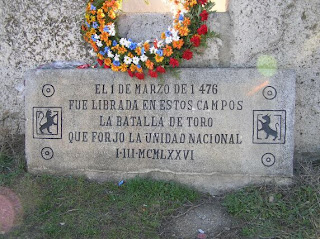 EL 1 DE MARZO DE 1476
FUE LIBRADA EN ESTOS CAMPOS
LA BATALLA DE TORO
QUE FORJO LA UNIDAD NACIONAL
1·III·MCMLXXVI